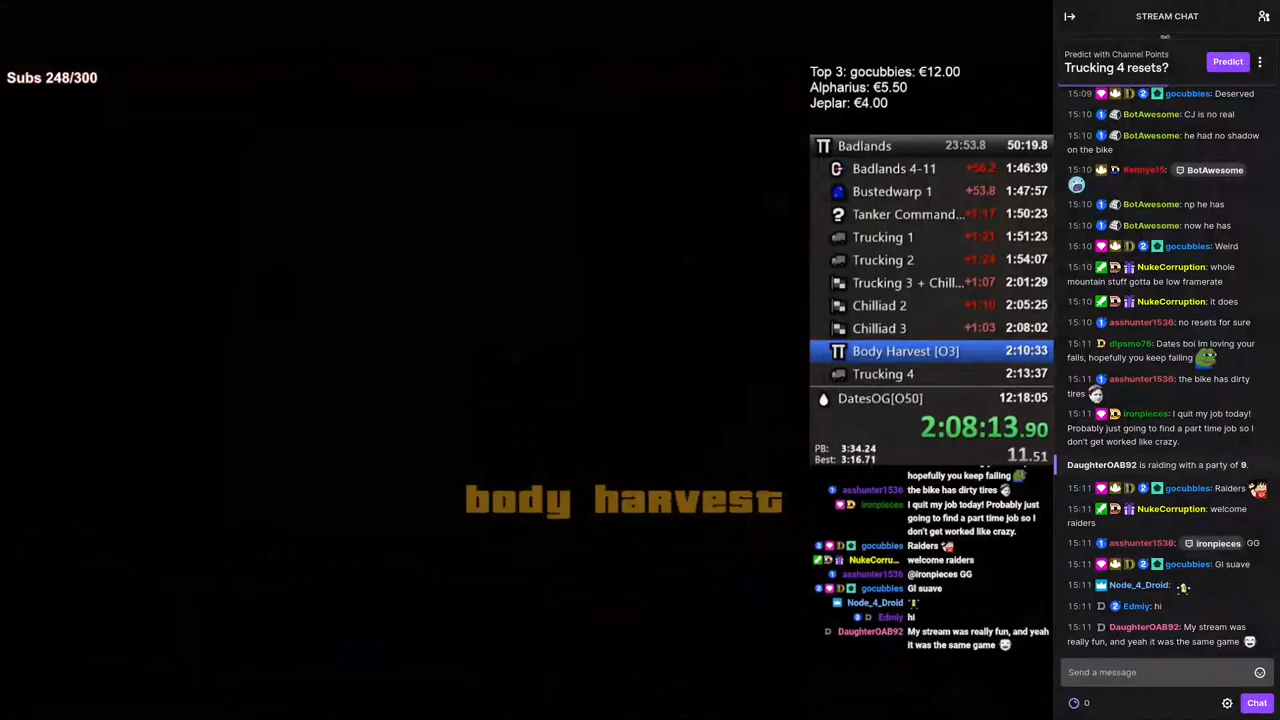 Subs 248/300
Top 3: gocubbies: €12.00
Alpharius: €5.50
Jeplar: €4.00
Badlands 23:53.8 50:19.8
Badlands 4-11 +56.2 1:46:39
Bustedwarp 1 +53.8 1:47:57
Tanker Command... +1:17 1:50:23
Trucking 1 +1:21 1:51:23
Trucking 2 +1:24 1:54:07
Trucking 3 + Chill... +1:07 2:01:29
Chilliad 2 +1:10 2:05:25
Chilliad 3 +1:03 2:08:02
Body Harvest [O3] 2:10:33
Trucking 4 2:13:37
DatesOG[O50] 12:18:05
2:08:13.90
PB: 3:34.24
Best: 3:16.71
11.51
body harvest
hopefully you keep failing
asshunter1536 the bike has dirty tires
ironpieces I quit my job today! Probably just
going to find a part time job so I
don't get worked like crazy.
gocubbies Raiders
NukeCorru... welcome raiders
asshunter1536 @ironpieces GG
gocubbies Gl suave
Node_4_Droid
Edmiy hi
DaughterOAB92 My stream was really fun, and yeah
it was the same game
STREAM CHAT
Predict with Channel Points
Trucking 4 resets?
Predict
15:09 gocubbies: Deserved
15:10 BotAwesome: CJ is no real
15:10 BotAwesome: he had no shadow
on the bike
15:10 Kennye15: BotAwesome
15:10 BotAwesome: np he has
15:10 BotAwesome: now he has
15:10 gocubbies: Weird
15:10 NukeCorruption: whole
mountain stuff gotta be low framerate
15:10 NukeCorruption: it does
15:10 asshunter1536: no resets for sure
15:11 dipsmo76: Dates boi Im loving your
fails, hopefully you keep failing
15:11 asshunter1536: the bike has dirty
tires
15:11 ironpieces: I quit my job today!
Probably just going to find a part time job so I
don't get worked like crazy.
DaughterOAB92 is raiding with a party of 9.
15:11 gocubbies: Raiders
15:11 NukeCorruption: welcome
raiders
15:11 asshunter1536: ironpieces GG
15:11 gocubbies: Gl suave
15:11 Node_4_Droid:
15:11 Edmiy: hi
15:11 DaughterOAB92: My stream was
really fun, and yeah it was the same game
Send a message
0
Chat